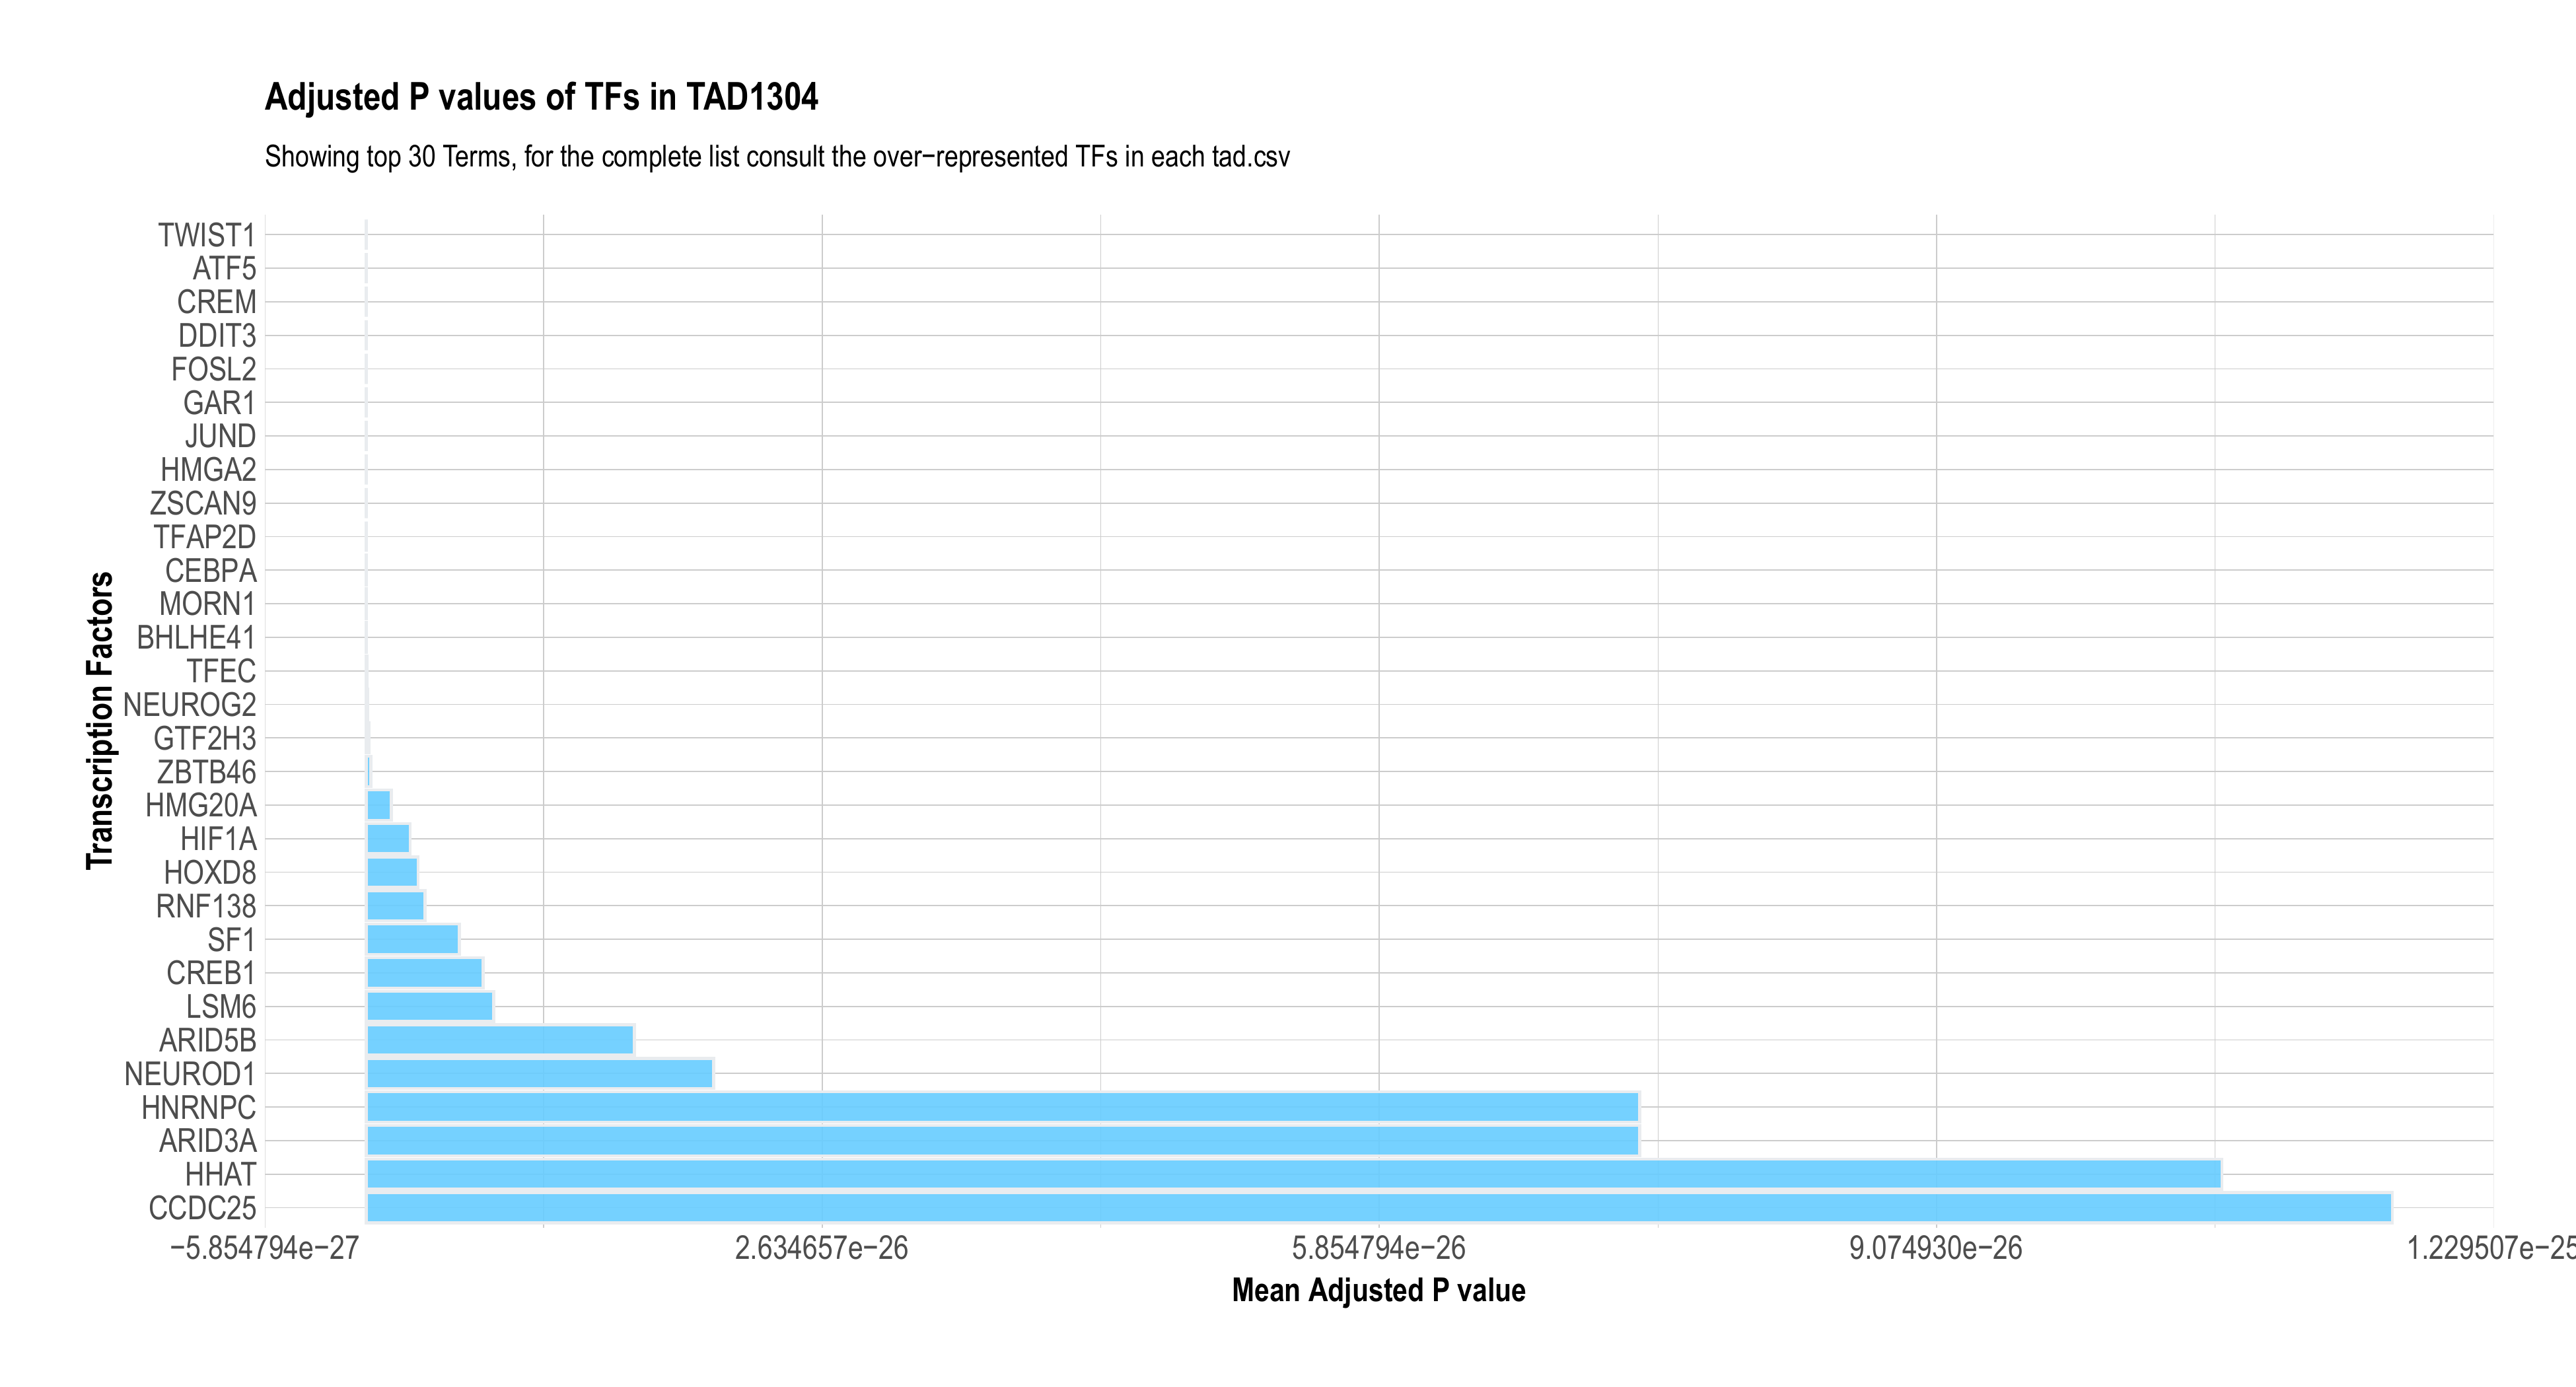 Adjusted P values of TFs in TAD1304
Showing top 30 Terms, for the complete list consult the over−represented TFs in each tad.csv
Transcription Factors
TWIST1
ATF5
CREM
DDIT3
FOSL2
GAR1
JUND
HMGA2
ZSCAN9
TFAP2D
CEBPA
MORN1
BHLHE41
TFEC
NEUROG2
GTF2H3
ZBTB46
HMG20A
HIF1A
HOXD8
RNF138
SF1
CREB1
LSM6
ARID5B
NEUROD1
HNRNPC
ARID3A
HHAT
CCDC25
−5.854794e−27 2.634657e−26 5.854794e−26 9.074930e−26 1.229507e−25
Mean Adjusted P value